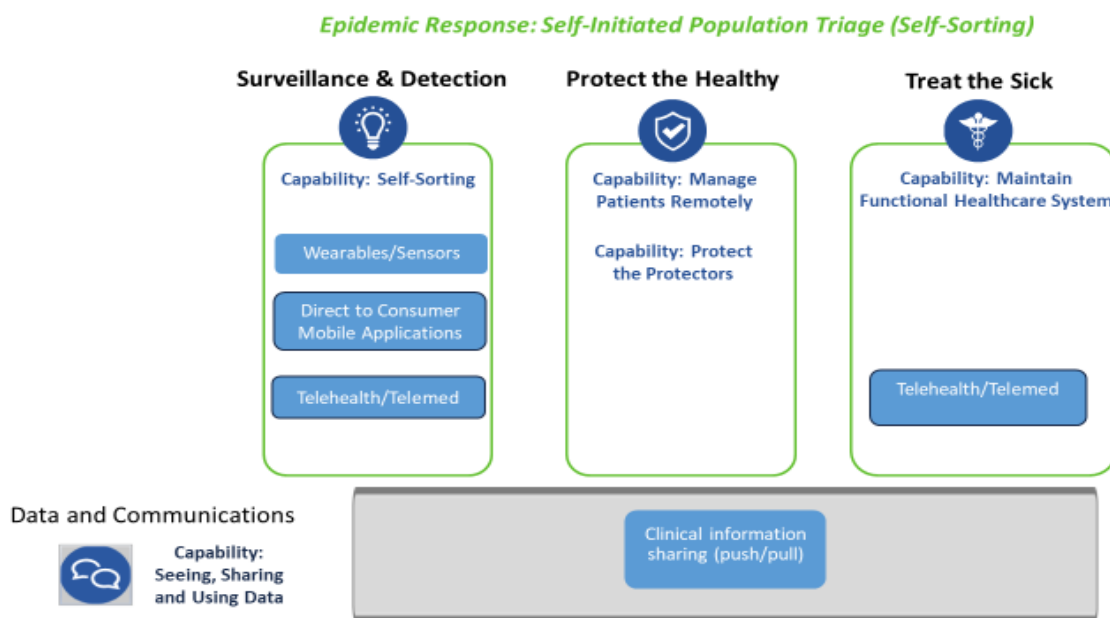 Epidemic Response: Self-Initiated Population Triage (Self-Sorting)
Surveillance & Detection
Capability: Self-Sorting
Wearables/Sensors
Direct to Consumer
Mobile Applications
Telehealth/Telemed
Protect the Healthy
Capability: Manage
Patients Remotely
Capability: Protect
the Protectors
Treat the Sick
Capability: Maintain
Functional Healthcare System
Telehealth/Telemed
Data and Communications
Capability:
Seeing, Sharing
and Using Data
Clinical information
sharing (push/pull)